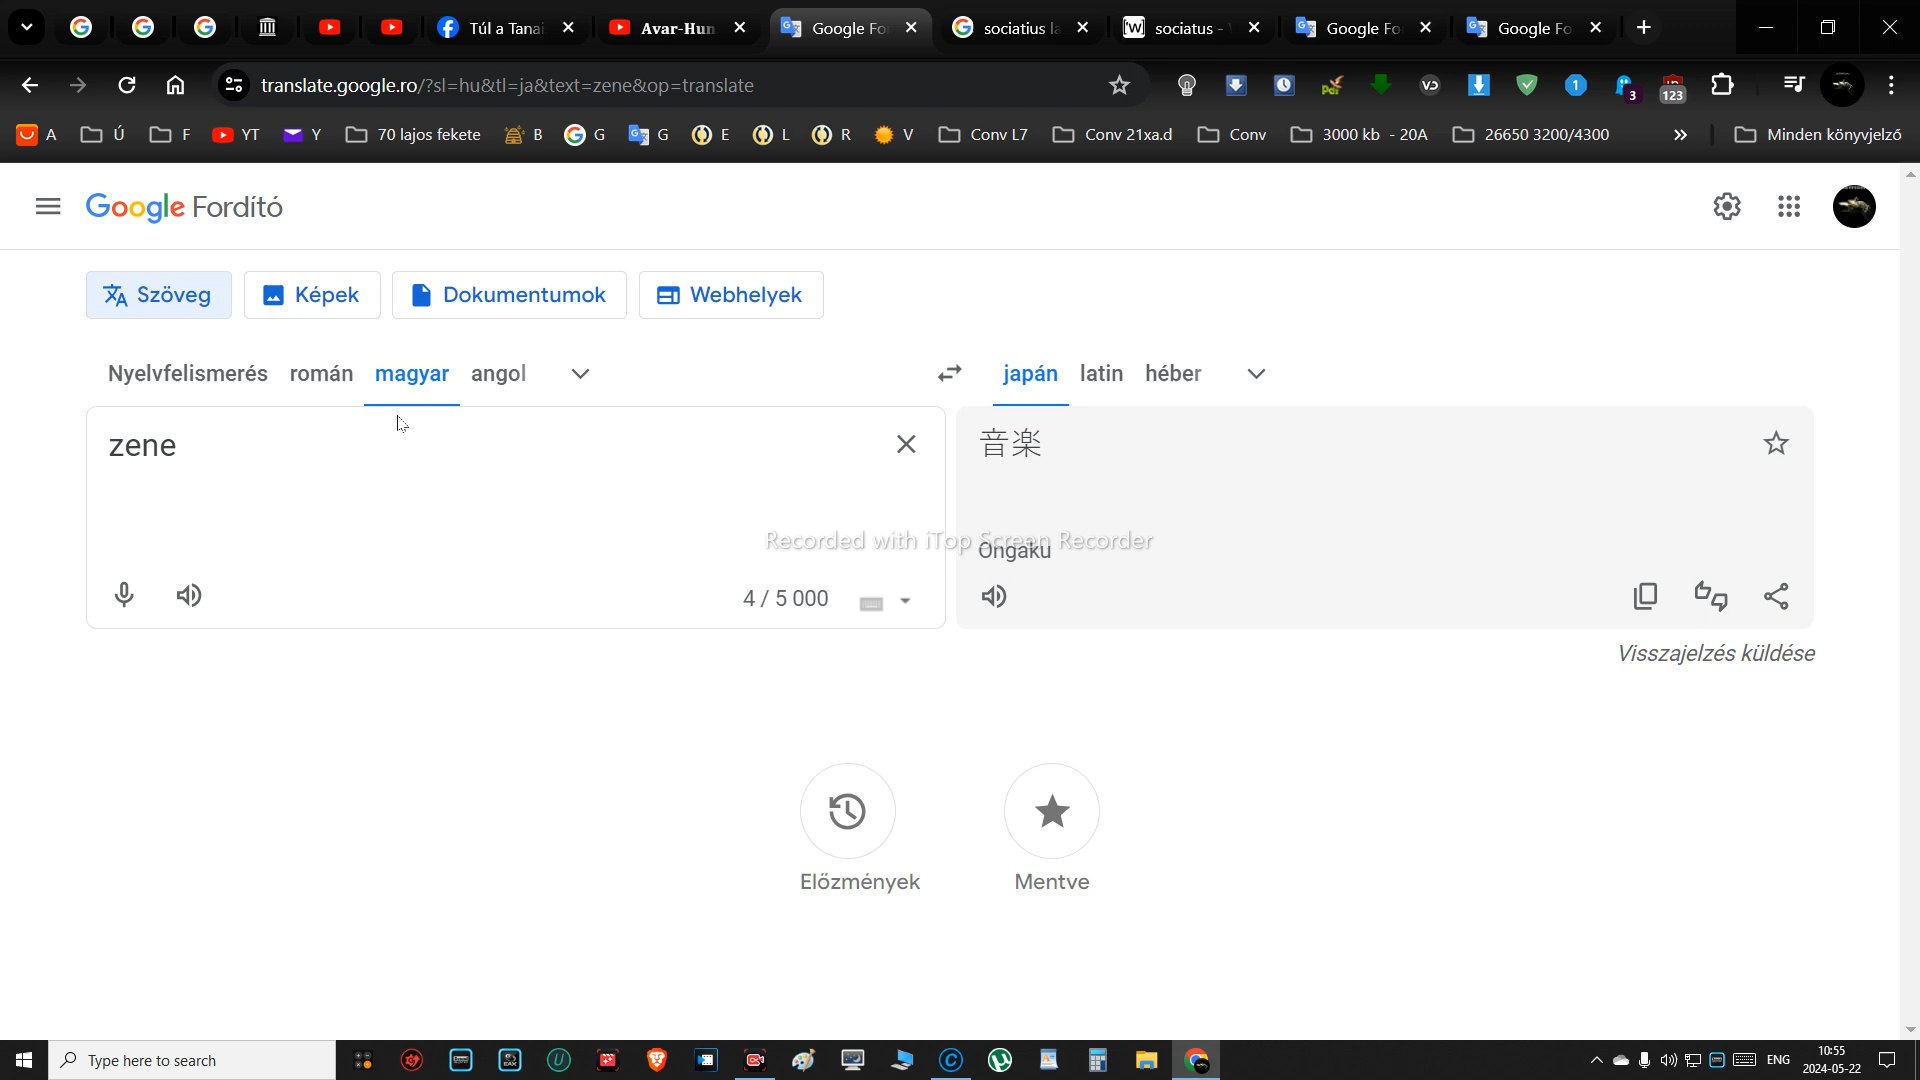 Túl a Tanai
Avar-Hun
Google Fo
sociatius la
sociatus -
Google Fo
Google Fo
translate.google.ro/?sl=hu&tl=ja&text=zene&op=translate
3
123
A Ú F YT Y 70 lajos fekete B G G E L R V Conv L7 Conv 21xa.d Conv 3000 kb - 20A 26650 3200/4300 » Minden könyvjelző
Google Fordító
Szöveg Képek Dokumentumok Webhelyek
Nyelvfelismerés román magyar angol japán latin héber
zene
音楽
Recorded with iTop Screen Recorder
Ongaku
4 / 5 000
Visszajelzés küldése
Előzmények Mentve
Type here to search
ENG
10:55
2024-05-22